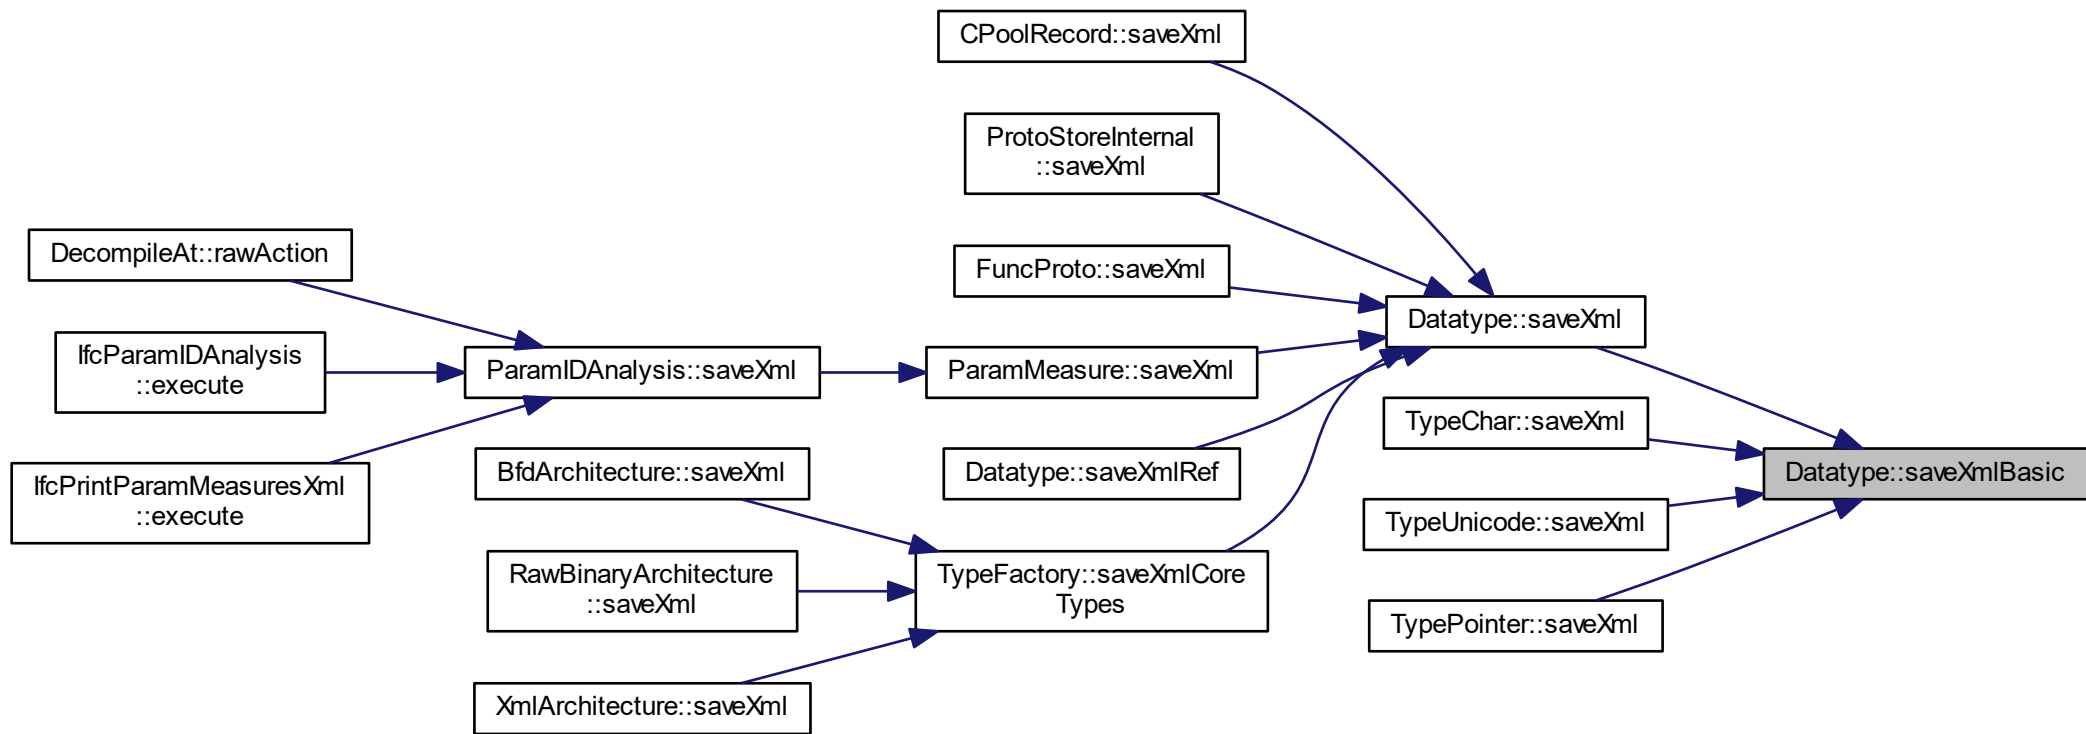 CPoolRecord::saveXml
ProtoStoreInternal
::saveXml
DecompileAt::rawAction
FuncProto::saveXml
Datatype::saveXml
IfcParamIDAnalysis
::execute
ParamIDAnalysis::saveXml
ParamMeasure::saveXml
TypeChar::saveXml
IfcPrintParamMeasuresXml
::execute
BfdArchitecture::saveXml
Datatype::saveXmlRef
Datatype::saveXmlBasic
TypeUnicode::saveXml
RawBinaryArchitecture
::saveXml
TypeFactory::saveXmlCore
Types
TypePointer::saveXml
XmlArchitecture::saveXml